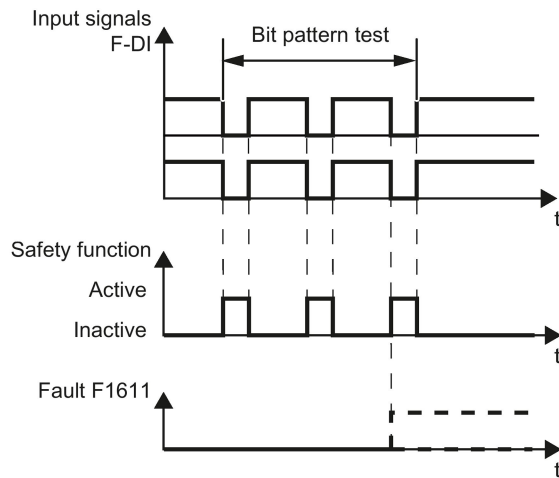 Input signals
F-DI
Bit pattern test
t
Safety function
Active
Inactive
t
Fault F1611
t